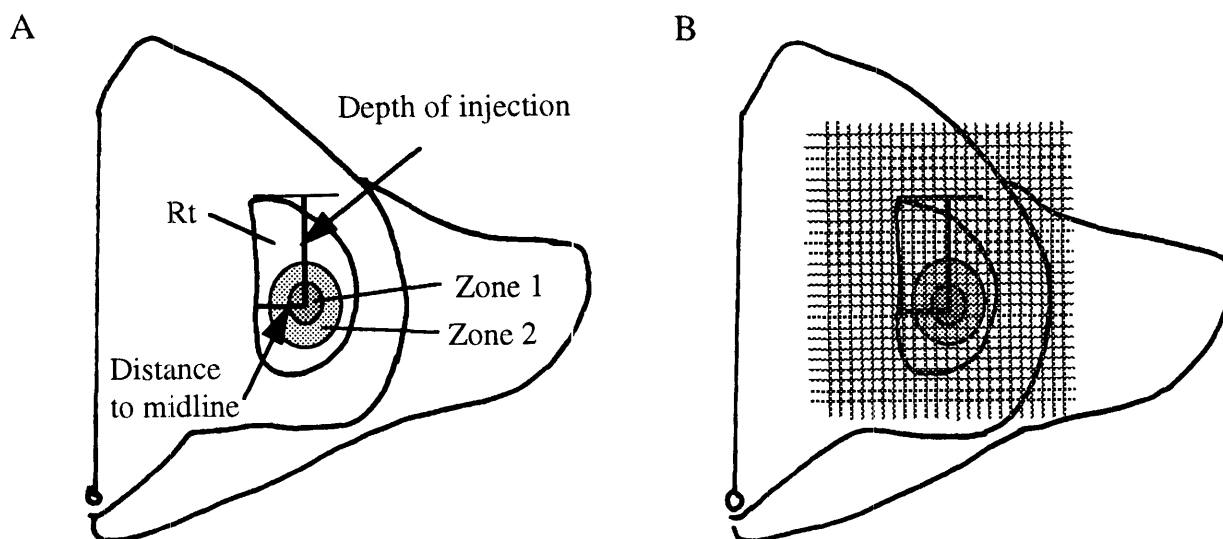 A
B
Depth of injection
Rt
Zone 1
Zone 2
Distance
to midline